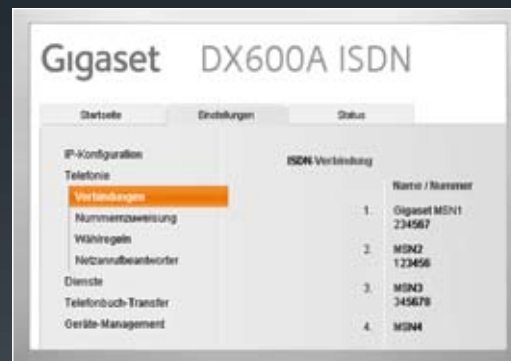 Gigaset DX600A ISDN
Startseite Einstellungen Status
IP-Konfiguration
Telefonie
Verbindungen
Nummernzuweisung
Wählregeln
Netzanrufbeantworter
Dienste
Telefonbuch-Transfer
Geräte-Management
ISDN-Verbindung
Name / Nummer
1. Gigaset MSN1
234567
2. MSN2
123456
3. MSN3
345678
4. MSN4